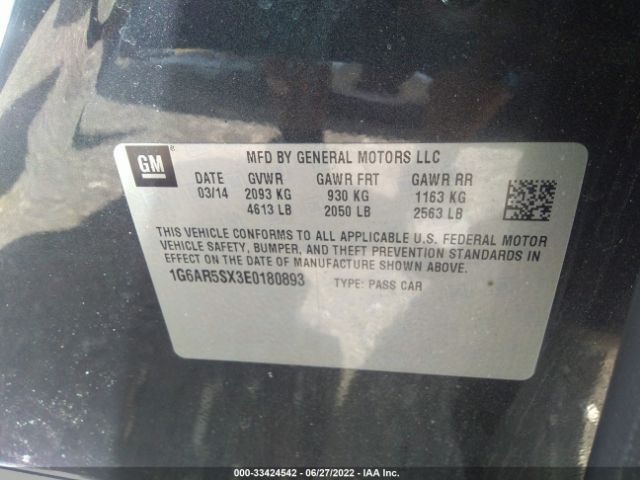 GM
®
MFD BY GENERAL MOTORS LLC
DATE GVWR GAWR FRT GAWR RR
03/14 2093 KG 930 KG 1163 KG
4613 LB 2050 LB 2563 LB
THIS VEHICLE CONFORMS TO ALL APPLICABLE U.S. FEDERAL MOTOR
VEHICLE SAFETY, BUMPER, AND THEFT PREVENTION STANDARDS IN
EFFECT ON THE DATE OF MANUFACTURE SHOWN ABOVE.
1G6AR5SX3E0180893 TYPE: PASS CAR
000-33424542 - 06/27/2022 - IAA Inc.